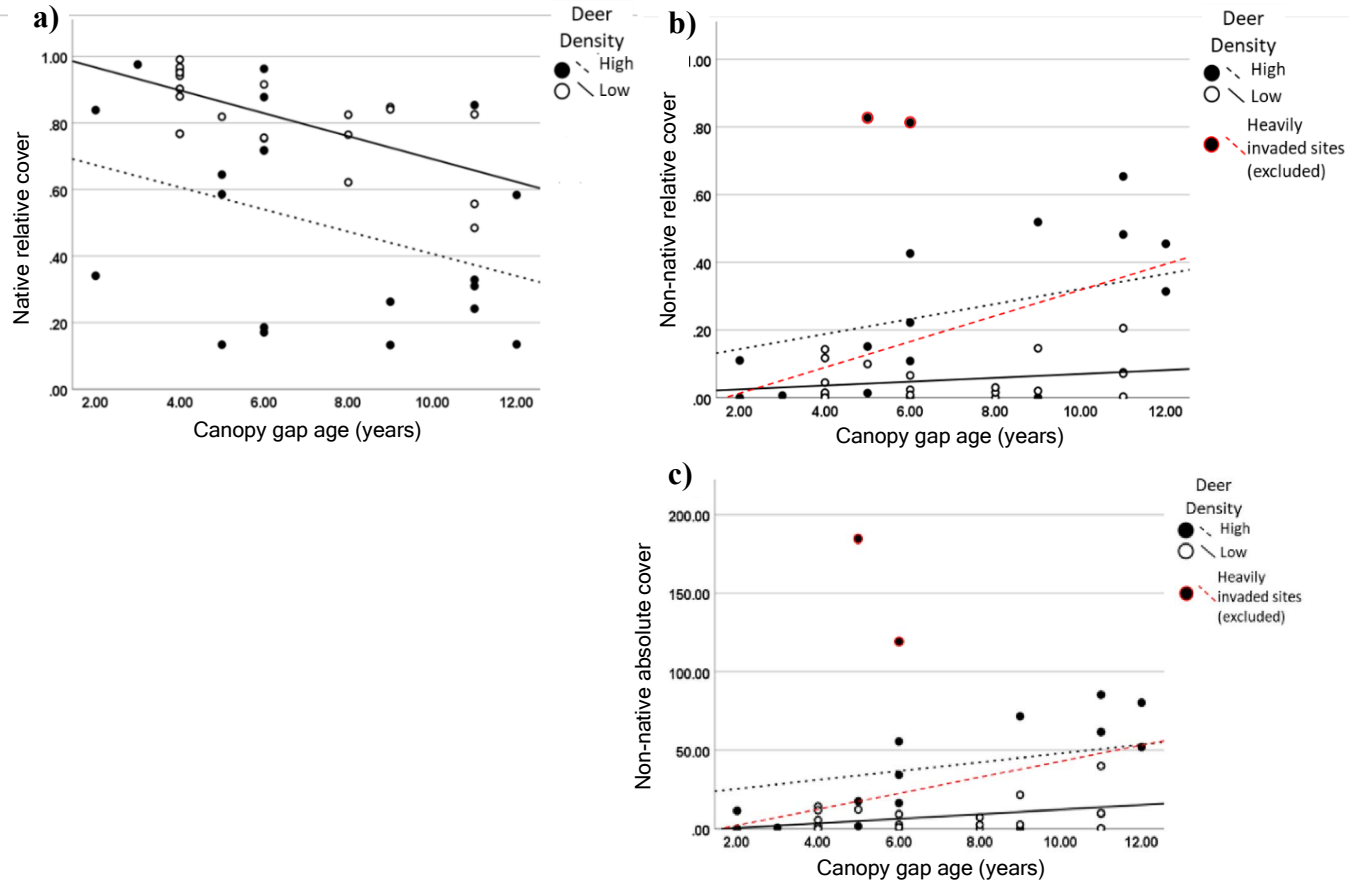 a)
Deer
Density
High
Low
1.00
.80
.60
.40
.20
.00
Native relative cover
2.00 4.00 6.00 8.00 10.00 12.00
Canopy gap age (years)
b)
Deer
Density
High
Low
Heavily
invaded sites
(excluded)
.00
.80
.60
.40
.20
.00
Non-native relative cover
2.00 4.00 6.00 8.00 10.00 12.00
Canopy gap age (years)
c)
Deer
Density
High
Low
Heavily
invaded sites
(excluded)
200.00
150.00
100.00
50.00
.00
Non-native absolute cover
2.00 4.00 6.00 8.00 10.00 12.00
Canopy gap age (years)